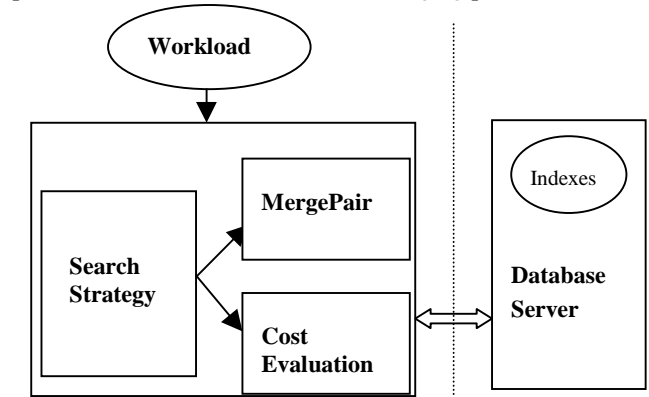 Workload
MergePair
Search
Strategy
Cost
Evaluation
Indexes
Database
Server